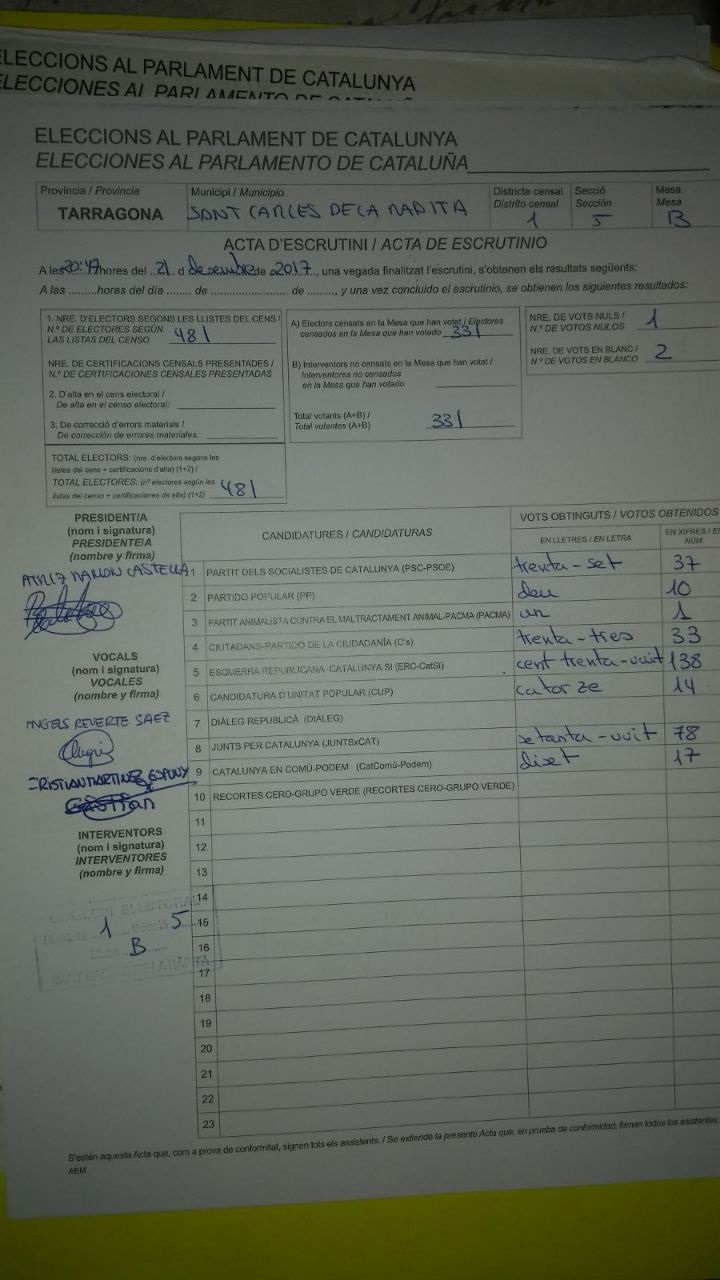 ELECCIONS AL PARLAMENT DE CATALUNYA
ELECCIONES AL PARLAMENTO DE
ELECCIONS AL PARLAMENT DE CATALUNYA
ELECCIONES AL PARLAMENTO DE CATALUÑA
Província / Provincia
TARRAGONA
Municipi / Municipio
SANT CARLES DE LA RAPITA
Districte censal
Distrito censal
1
Secció
Sección
5
Mesa
Mesa
B
ACTA D'ESCRUTINI / ACTA DE ESCRUTINIO
A les 20:47 hores del ..21. d desembre de 2017.., una vegada finalitzat l'escrutini, s'obtenen els resultats següents:
A las .........horas del día ........ de ..................... de ........, y una vez concluido el escrutinio, se obtienen los siguientes resultados:
1. NRE. D'ELECTORS SEGONS LES LLISTES DEL CENS /
N.º DE ELECTORES SEGÚN
LAS LISTAS DEL CENSO 481
NRE. DE CERTIFICACIONS CENSALS PRESENTADES /
N.º DE CERTIFICACIONES CENSALES PRESENTADAS
2. D'alta en el cens electoral /
De alta en el censo electoral:
3. De correcció d'errors materials /
De corrección de errores materiales:
TOTAL ELECTORS: (nre. d'electors segons les
llistes del cens + certificacions d'alta) (1+2) /
TOTAL ELECTORES: (nº electores según las
listas del censo + certificaciones de alta) (1+2) 481
A) Electors censats en la Mesa que han votat / Electores
censados en la Mesa que han votado 331
B) Interventors no censats en la Mesa que han votat /
Interventores no censados
en la Mesa que han votado
Total votants (A+B) /
Total votantes (A+B) 331
NRE. DE VOTS NULS /
N.º DE VOTOS NULOS 1
NRE. DE VOTS EN BLANC /
N.º DE VOTOS EN BLANCO 2
PRESIDENT/A
(nom i signatura)
PRESIDENTE/A
(nombre y firma)
VOCALS
(nom i signatura)
VOCALES
(nombre y firma)
ANGELS REVERTE SAEZ
CRISTIAN MARTINEZ ESPUNY
Cristian
INTERVENTORS
(nom i signatura)
INTERVENTORES
(nombre y firma)
1 5
B
CANDIDATURES / CANDIDATURAS
VOTS OBTINGUTS / VOTOS OBTENIDOS
EN LLETRES / EN LETRA
EN XIFRES /
NÚM
1 PARTIT DELS SOCIALISTES DE CATALUNYA (PSC-PSOE) trenta-set 37
2 PARTIDO POPULAR (PP) deu 10
3 PARTIT ANIMALISTA CONTRA EL MALTRACTAMENT ANIMAL-PACMA (PACMA) un 1
4 CIUTADANS-PARTIDO DE LA CIUDADANÍA (C's) trenta-tres 33
5 ESQUERRA REPUBLICANA-CATALUNYA SI (ERC-CatSí) cent trenta-vuit 138
6 CANDIDATURA D'UNITAT POPULAR (CUP) catorze 14
7 DIÀLEG REPUBLICÀ (DIÀLEG)
8 JUNTS PER CATALUNYA (JUNTSxCAT) setanta-vuit 78
9 CATALUNYA EN COMÚ-PODEM (CatComú-Podem) diset 17
10 RECORTES CERO-GRUPO VERDE (RECORTES CERO-GRUPO VERDE)
11
12
13
14
15
16
17
18
19
20
21
22
23
S'estén aquesta Acta que, com a prova de conformitat, signen tots els assistents. / Se extiende la presente Acta que, en prueba de conformidad, firman todos los asistentes.
AEM